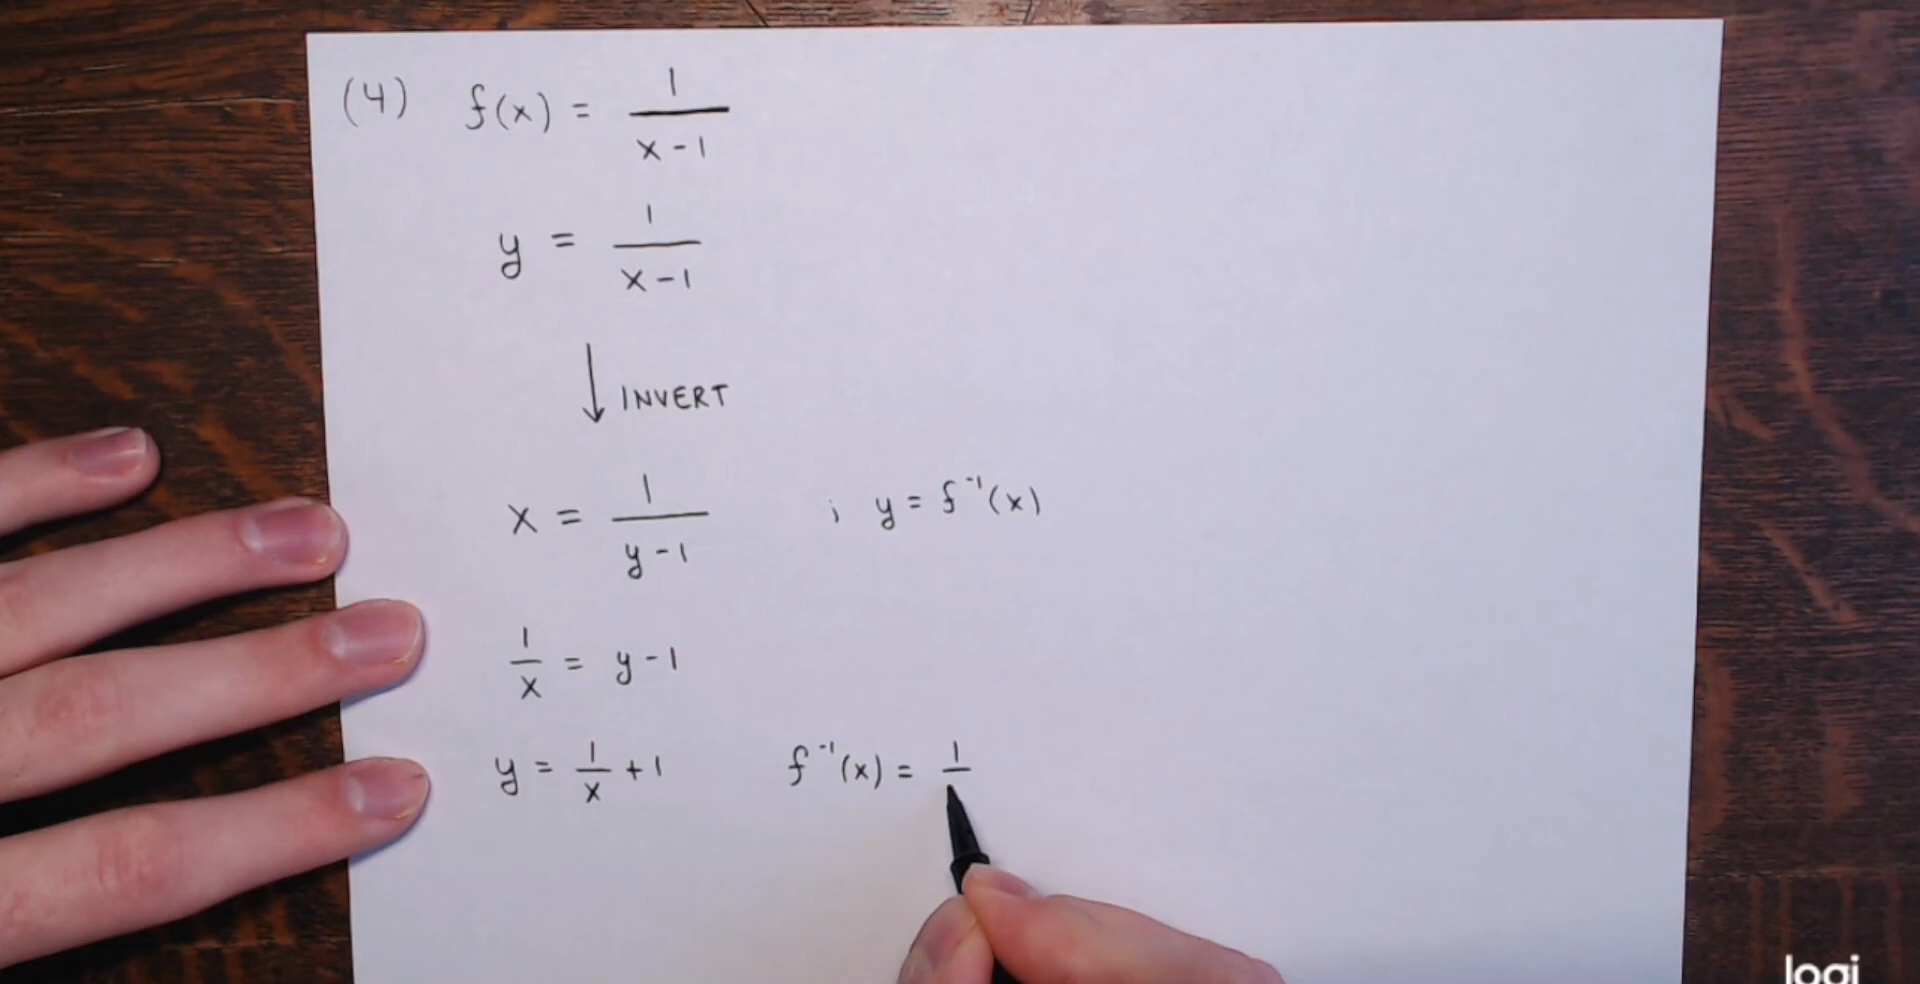 (4) f(x) = 1/(x-1)
y = 1/(x-1)
↓ INVERT
x = 1/(y-1) ; y = f⁻¹(x)
1/x = y-1
y = 1/x + 1 f⁻¹(x) = 1/
logi